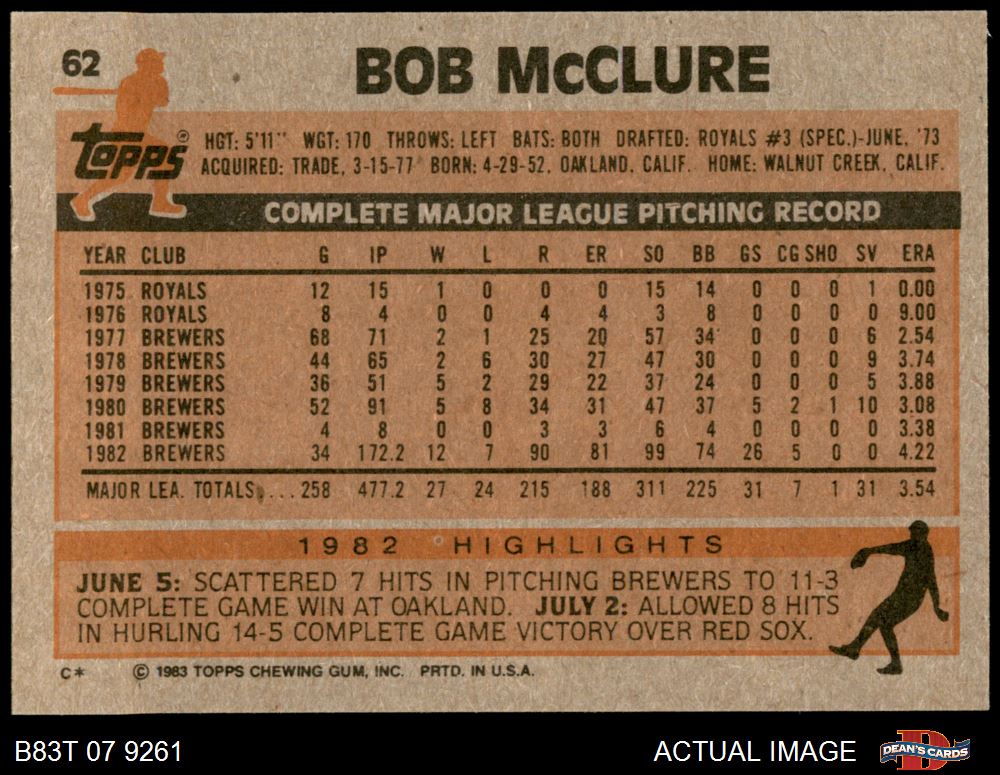 62
BOB McCLURE
Topps®
HGT: 5'11" WGT: 170 THROWS: LEFT BATS: BOTH DRAFTED: ROYALS #3 (SPEC.)-JUNE, '73
ACQUIRED: TRADE, 3-15-77 BORN: 4-29-52, OAKLAND, CALIF. HOME: WALNUT CREEK, CALIF.
COMPLETE MAJOR LEAGUE PITCHING RECORD
YEAR CLUB G IP W L R ER SO BB GS CG SHO SV ERA
1975 ROYALS 12 15 1 0 0 0 15 14 0 0 0 1 0.00
1976 ROYALS 8 4 0 0 4 4 3 8 0 0 0 0 9.00
1977 BREWERS 68 71 2 1 25 20 57 34 0 0 0 6 2.54
1978 BREWERS 44 65 2 6 30 27 47 30 0 0 0 9 3.74
1979 BREWERS 36 51 5 2 29 22 37 24 0 0 0 5 3.88
1980 BREWERS 52 91 5 8 34 31 47 37 5 2 1 10 3.08
1981 BREWERS 4 8 0 0 3 3 6 4 0 0 0 0 3.38
1982 BREWERS 34 172.2 12 7 90 81 99 74 26 5 0 0 4.22
MAJOR LEA. TOTALS.... 258 477.2 27 24 215 188 311 225 31 7 1 31 3.54
1982 HIGHLIGHTS
JUNE 5: SCATTERED 7 HITS IN PITCHING BREWERS TO 11-3
COMPLETE GAME WIN AT OAKLAND. JULY 2: ALLOWED 8 HITS
IN HURLING 14-5 COMPLETE GAME VICTORY OVER RED SOX.
C* © 1983 TOPPS CHEWING GUM, INC. PRTD. IN U.S.A.
B83T 07 9261 ACTUAL IMAGE
D
DEAN'S CARDS